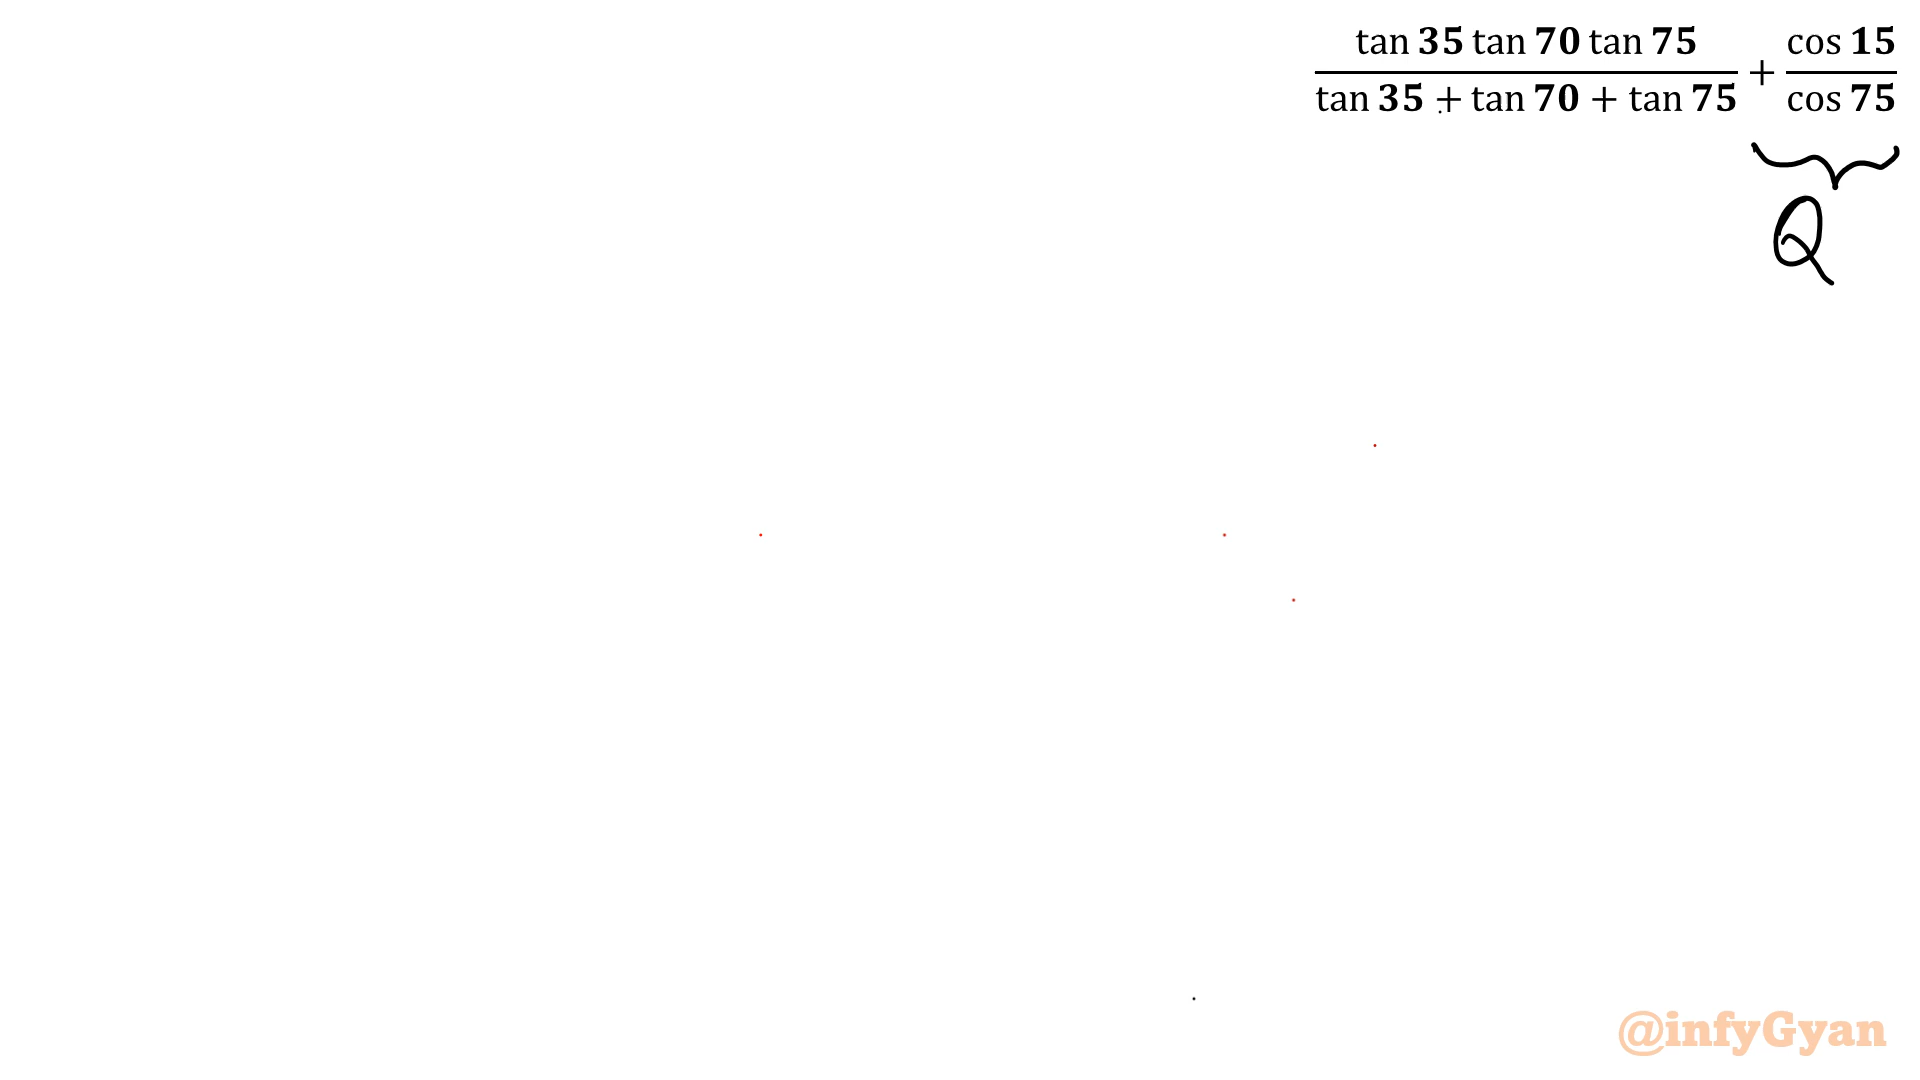 tan 35 tan 70 tan 75 / tan 35 + tan 70 + tan 75 + cos 15 / cos 75
Q
@infyGyan